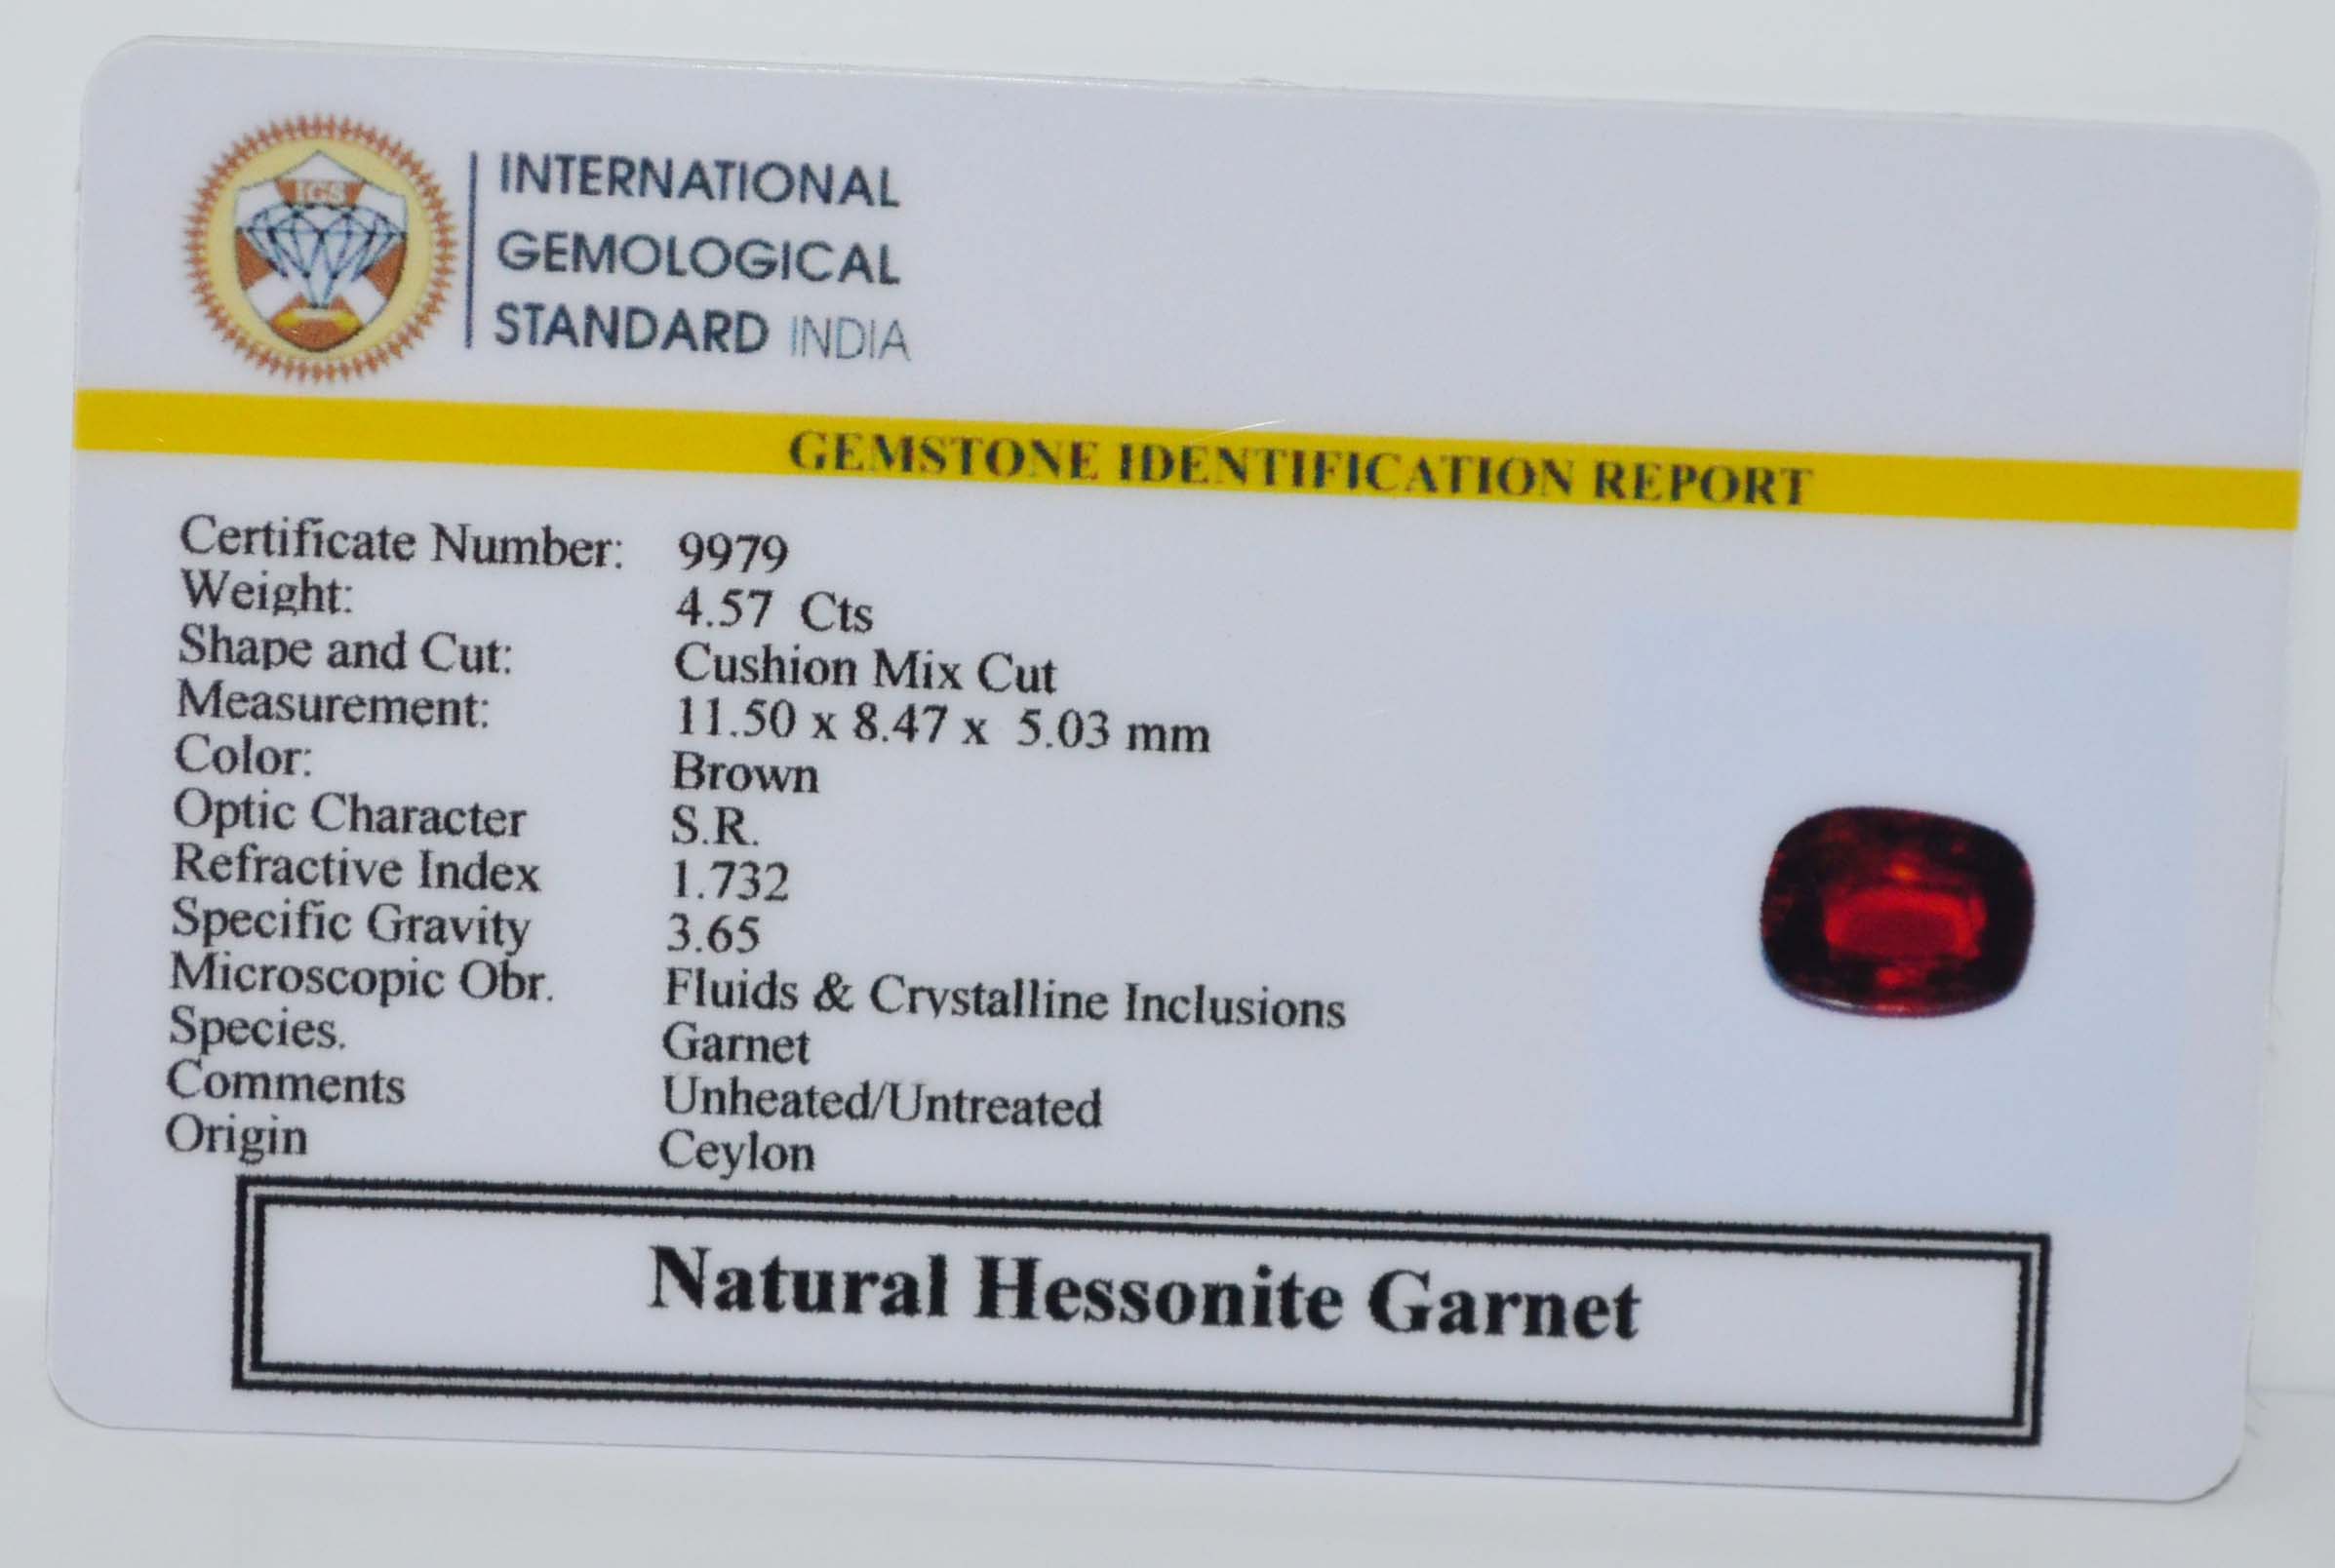 IGS
INTERNATIONAL
GEMOLOGICAL
STANDARD INDIA
GEMSTONE IDENTIFICATION REPORT
Certificate Number: 9979
Weight: 4.57 Cts
Shape and Cut: Cushion Mix Cut
Measurement: 11.50 x 8.47 x 5.03 mm
Color: Brown
Optic Character S.R.
Refractive Index 1.732
Specific Gravity 3.65
Microscopic Obr. Fluids & Crystalline Inclusions
Species. Garnet
Comments Unheated/Untreated
Origin Ceylon
Natural Hessonite Garnet